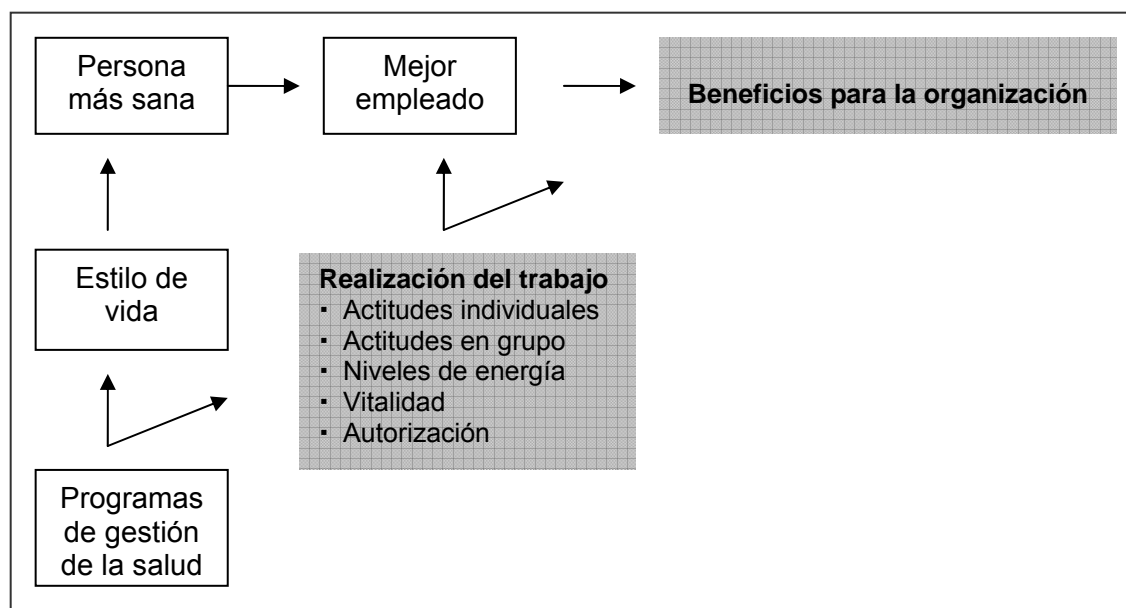 Persona
más sana
Mejor
empleado
Beneficios para la organización
Estilo de
vida
Realización del trabajo
▪ Actitudes individuales
▪ Actitudes en grupo
▪ Niveles de energía
▪ Vitalidad
▪ Autorización
Programas
de gestión
de la salud